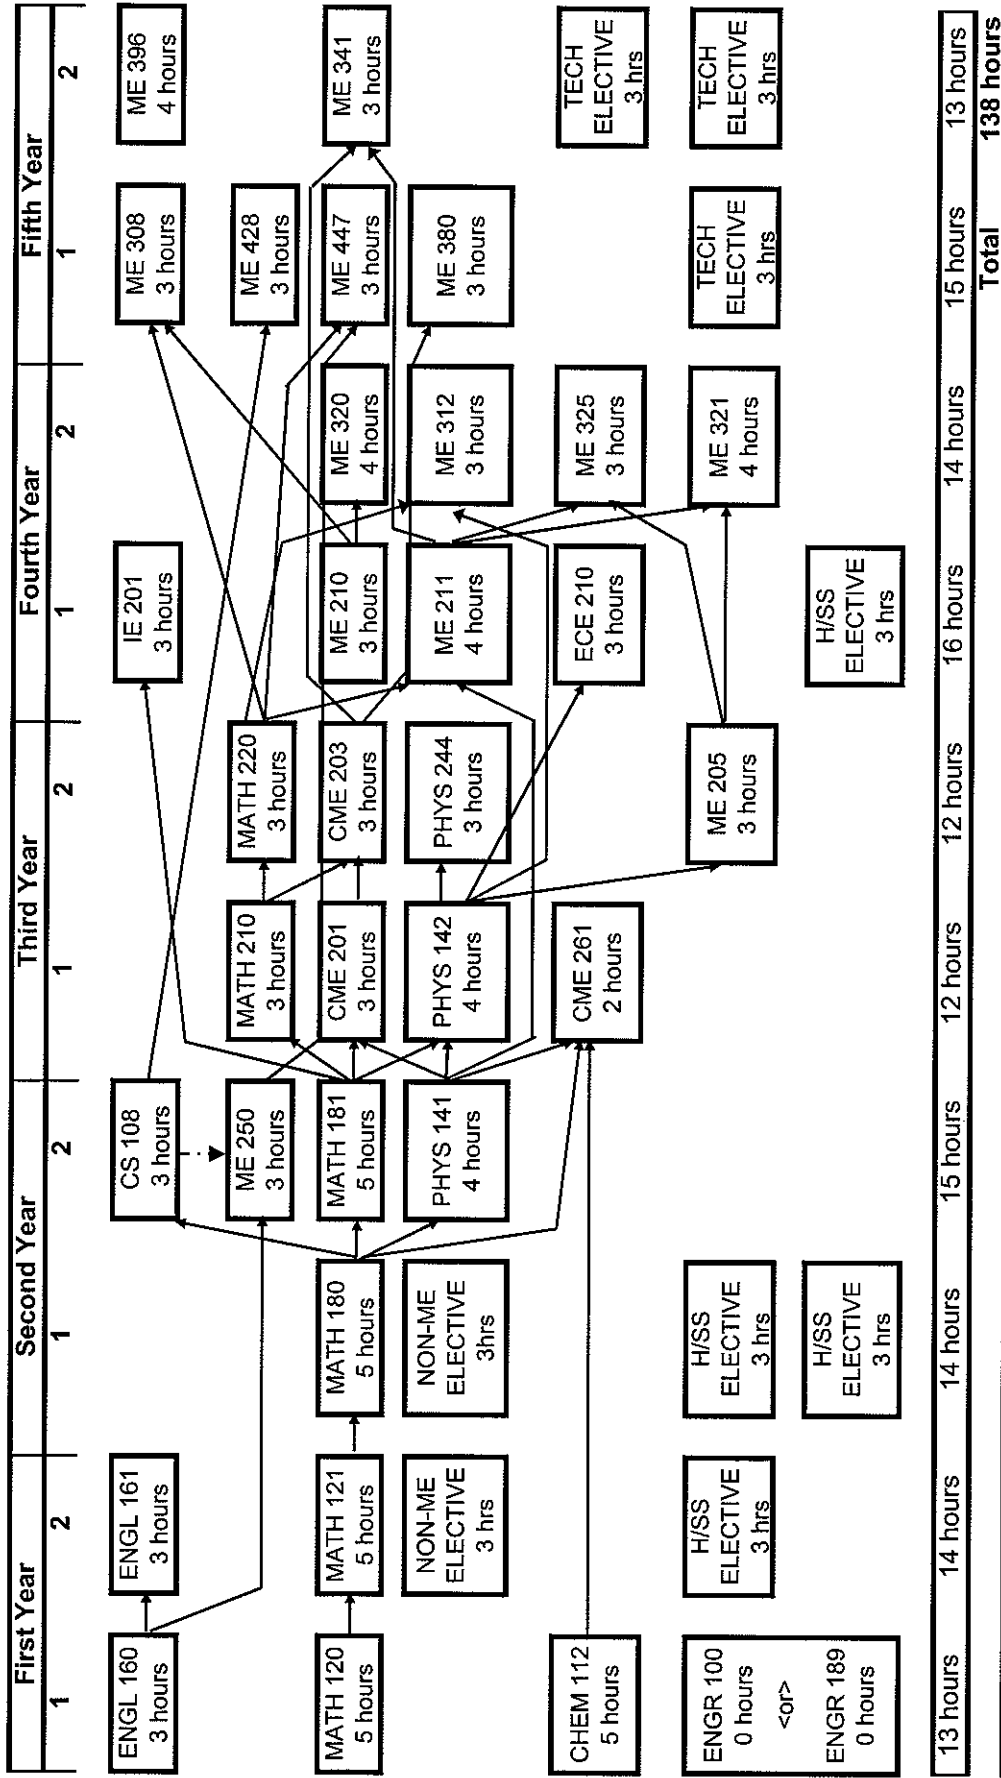 First Year
Second Year
Third Year
Fourth Year
Fifth Year
1
2
1
2
1
2
1
2
1
2
ENGL 160
3 hours
MATH 120
5 hours
CHEM 112
5 hours
ENGR 100
0 hours
<or>
ENGR 189
0 hours
ENGL 161
3 hours
MATH 121
5 hours
NON-ME
ELECTIVE
3 hrs
H/SS
ELECTIVE
3 hrs
MATH 180
5 hours
NON-ME
ELECTIVE
3hrs
H/SS
ELECTIVE
3 hrs
H/SS
ELECTIVE
3 hrs
CS 108
3 hours
ME 250
3 hours
MATH 181
5 hours
PHYS 141
4 hours
MATH 210
3 hours
CME 201
3 hours
PHYS 142
4 hours
CME 261
2 hours
MATH 220
3 hours
CME 203
3 hours
PHYS 244
3 hours
ME 205
3 hours
IE 201
3 hours
ME 210
3 hours
ME 211
4 hours
ECE 210
3 hours
H/SS
ELECTIVE
3 hrs
ME 320
4 hours
ME 312
3 hours
ME 325
3 hours
ME 321
4 hours
ME 308
3 hours
ME 428
3 hours
ME 447
3 hours
ME 380
3 hours
TECH
ELECTIVE
3 hrs
ME 396
4 hours
ME 341
3 hours
TECH
ELECTIVE
3 hrs
TECH
ELECTIVE
3 hrs
13 hours
14 hours
14 hours
15 hours
12 hours
12 hours
16 hours
14 hours
15 hours
13 hours
Total 138 hours